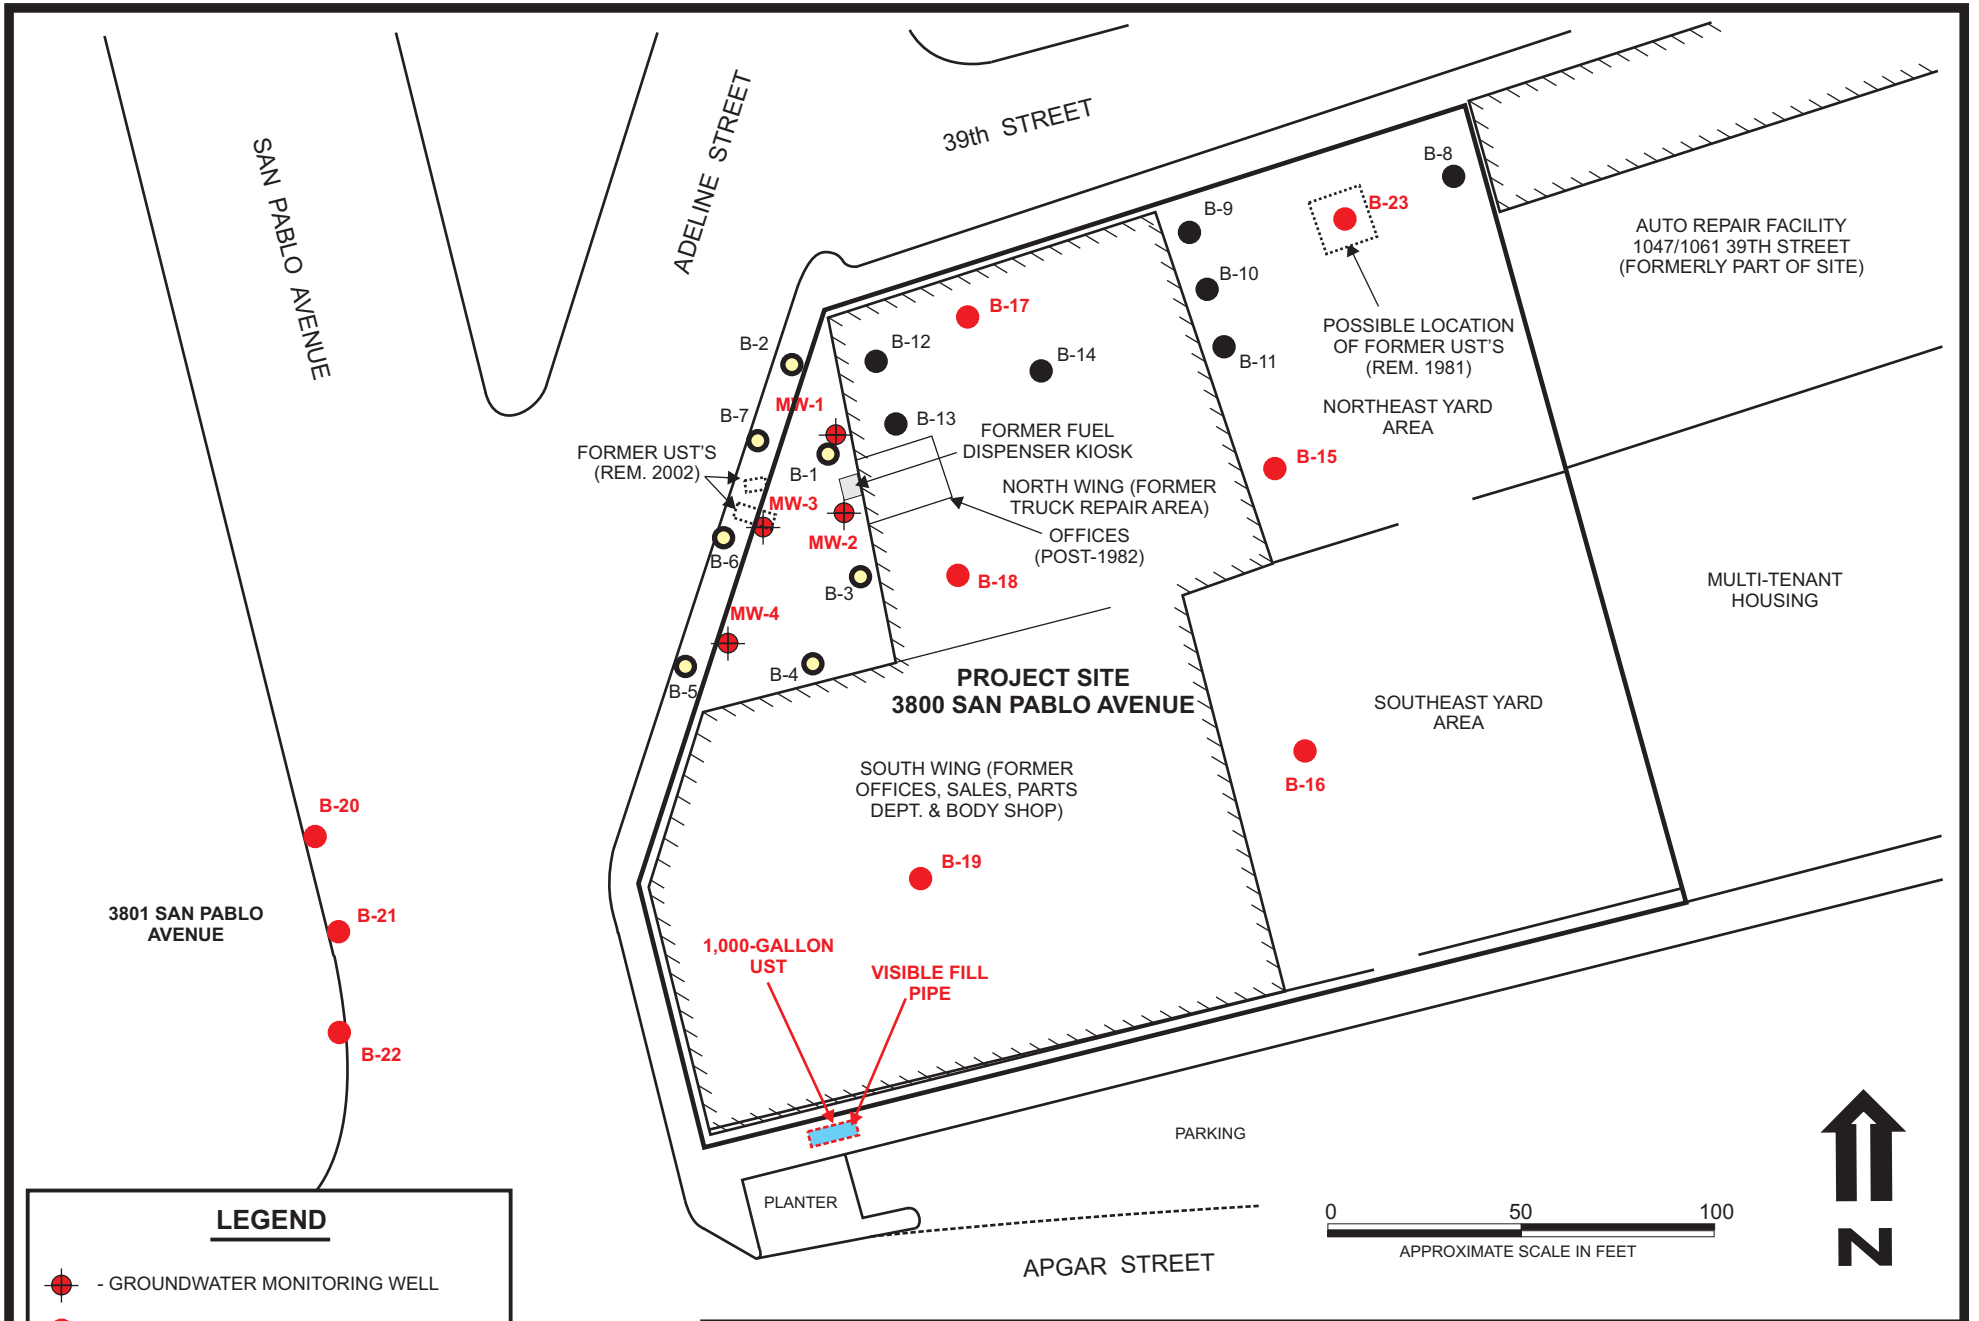 SAN PABLO AVENUE
ADELINE STREET
39th STREET
B-8
B-23
B-9
B-10
B-11
AUTO REPAIR FACILITY
1047/1061 39TH STREET
(FORMERLY PART OF SITE)
POSSIBLE LOCATION
OF FORMER UST'S
(REM. 1981)
NORTHEAST YARD
AREA
B-17
B-12
B-14
B-13
B-2
MW-1
B-7
B-1
FORMER UST'S
(REM. 2002)
FORMER FUEL
DISPENSER KIOSK
B-15
MW-3
NORTH WING (FORMER
TRUCK REPAIR AREA)
MW-2
OFFICES
(POST-1982)
B-6
B-18
B-3
MW-4
B-4
B-5
MULTI-TENANT
HOUSING
PROJECT SITE
3800 SAN PABLO AVENUE
SOUTHEAST YARD
AREA
B-16
SOUTH WING (FORMER
OFFICES, SALES, PARTS
DEPT. & BODY SHOP)
B-20
B-19
B-21
3801 SAN PABLO
AVENUE
B-22
1,000-GALLON
UST
VISIBLE FILL
PIPE
PARKING
PLANTER
APGAR STREET
0 50 100
APPROXIMATE SCALE IN FEET
N
LEGEND
- GROUNDWATER MONITORING WELL